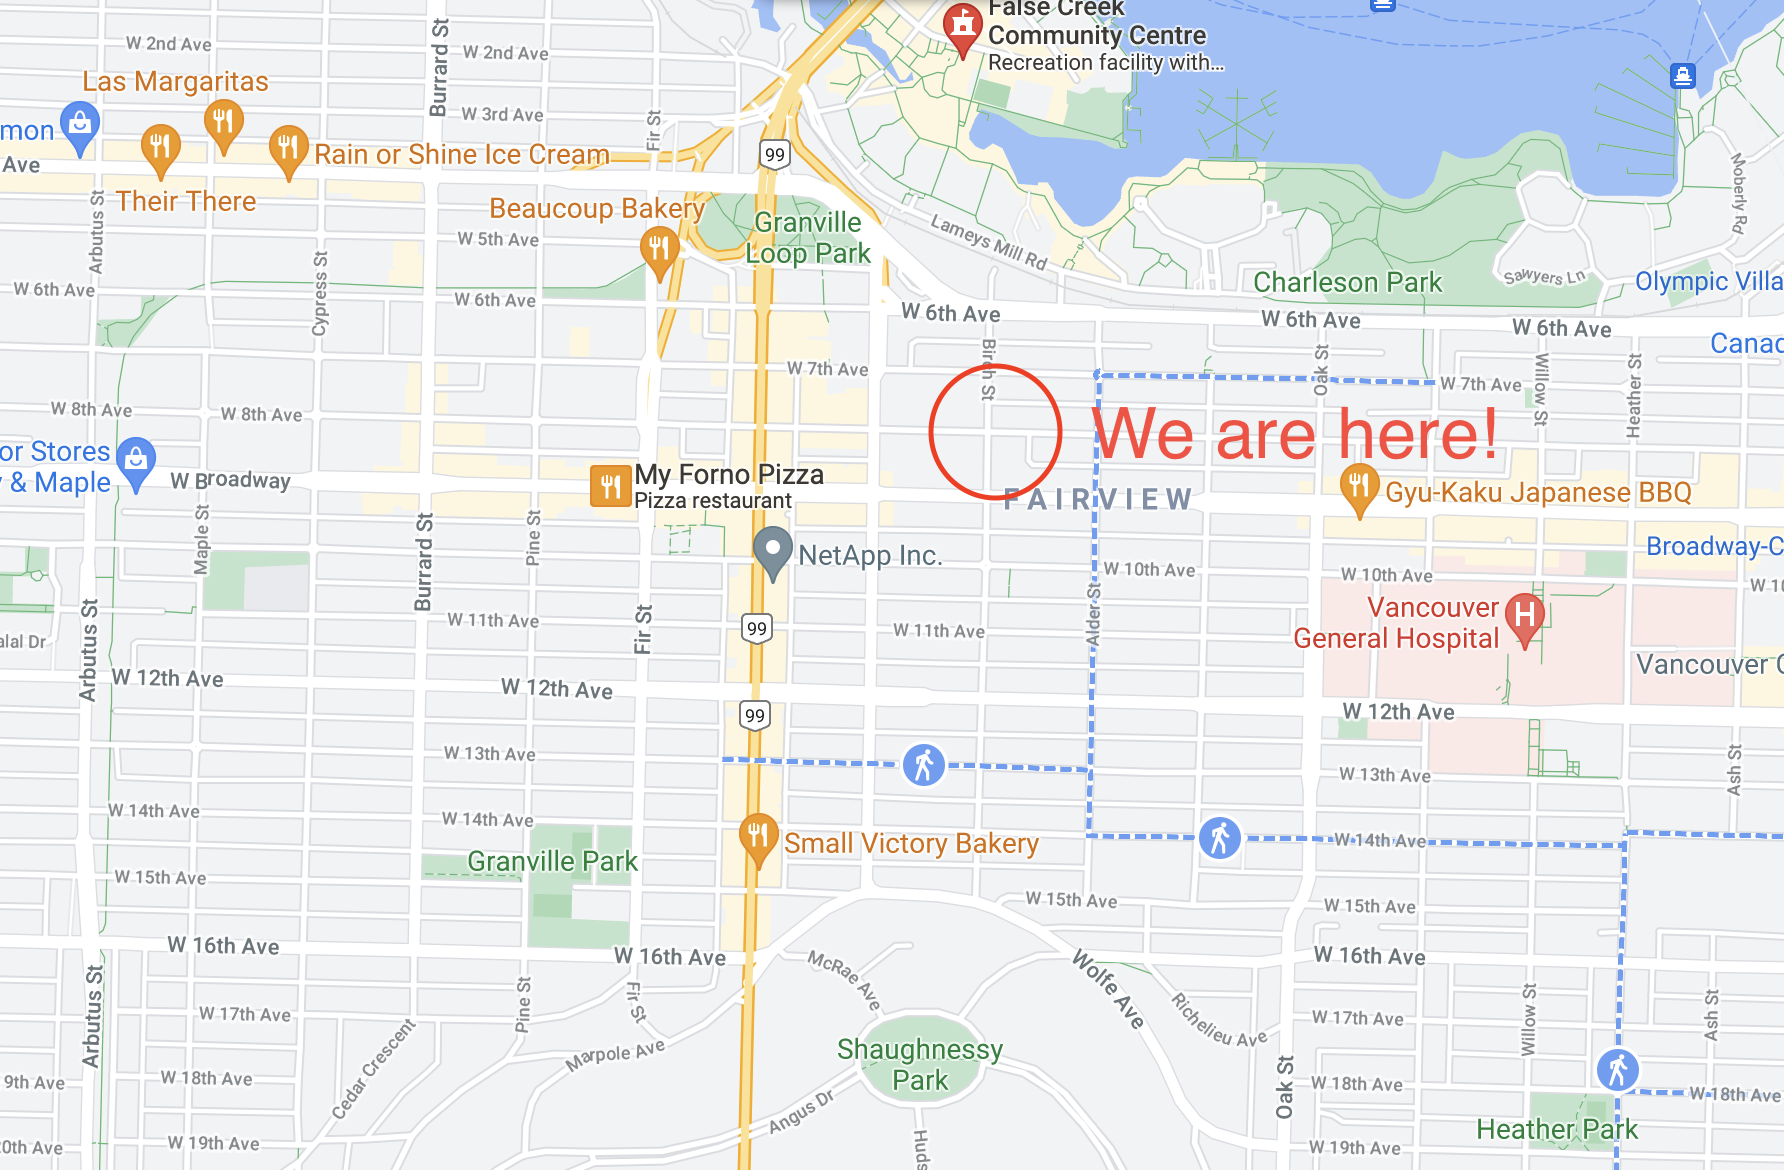 False Creek
Community Centre
Recreation facility with...
W 2nd Ave
W 2nd Ave
Burrard St
Las Margaritas
mon
W 3rd Ave
Fir St
Ave
Rain or Shine Ice Cream
99
Their There
Arbutus St
Beaucoup Bakery
Granville
Loop Park
W 5th Ave
Lameys Mill Rd
Moberly Rd
Cypress St
W 6th Ave
W 6th Ave
Charleson Park
Sawyers Ln
Olympic Villa
W 6th Ave
W 6th Ave
W 6th Ave
Canad
Birch St
W 7th Ave
Oak St
W 7th Ave
Willow St
Heather St
W 8th Ave
W 8th Ave
We are here!
or Stores
y & Maple
W Broadway
My Forno Pizza
Pizza restaurant
FAIRVIEW
Gyu-Kaku Japanese BBQ
Maple St
Burrard St
Pine St
NetApp Inc.
Broadway-C
W 10th Ave
W 10th Ave
W 10
Alder St
Vancouver
General Hospital
Arbutus St
alal Dr
W 11th Ave
Fir St
99
W 11th Ave
Vancouver C
W 12th Ave
W 12th Ave
99
W 12th Ave
W 13th Ave
W 13th Ave
Ash St
W 14th Ave
W 14th Ave
W 14th Ave
Small Victory Bakery
Granville Park
W 15th Ave
W 15th Ave
W 15th Ave
W 16th Ave
W 16th Ave
W 16th Ave
McRae Ave
Wolfe Ave
Arbutus St
Pine St
Fir St
Richelieu Ave
Willow St
Ash St
W 17th Ave
W 17th Ave
Cedar Crescent
Marpole Ave
Shaughnessy
Park
9th Ave
W 18th Ave
Oak St
W 18th Ave
W 18th Ave
Angus Dr
Heather Park
20th Ave
W 19th Ave
Husp
W 19th Ave